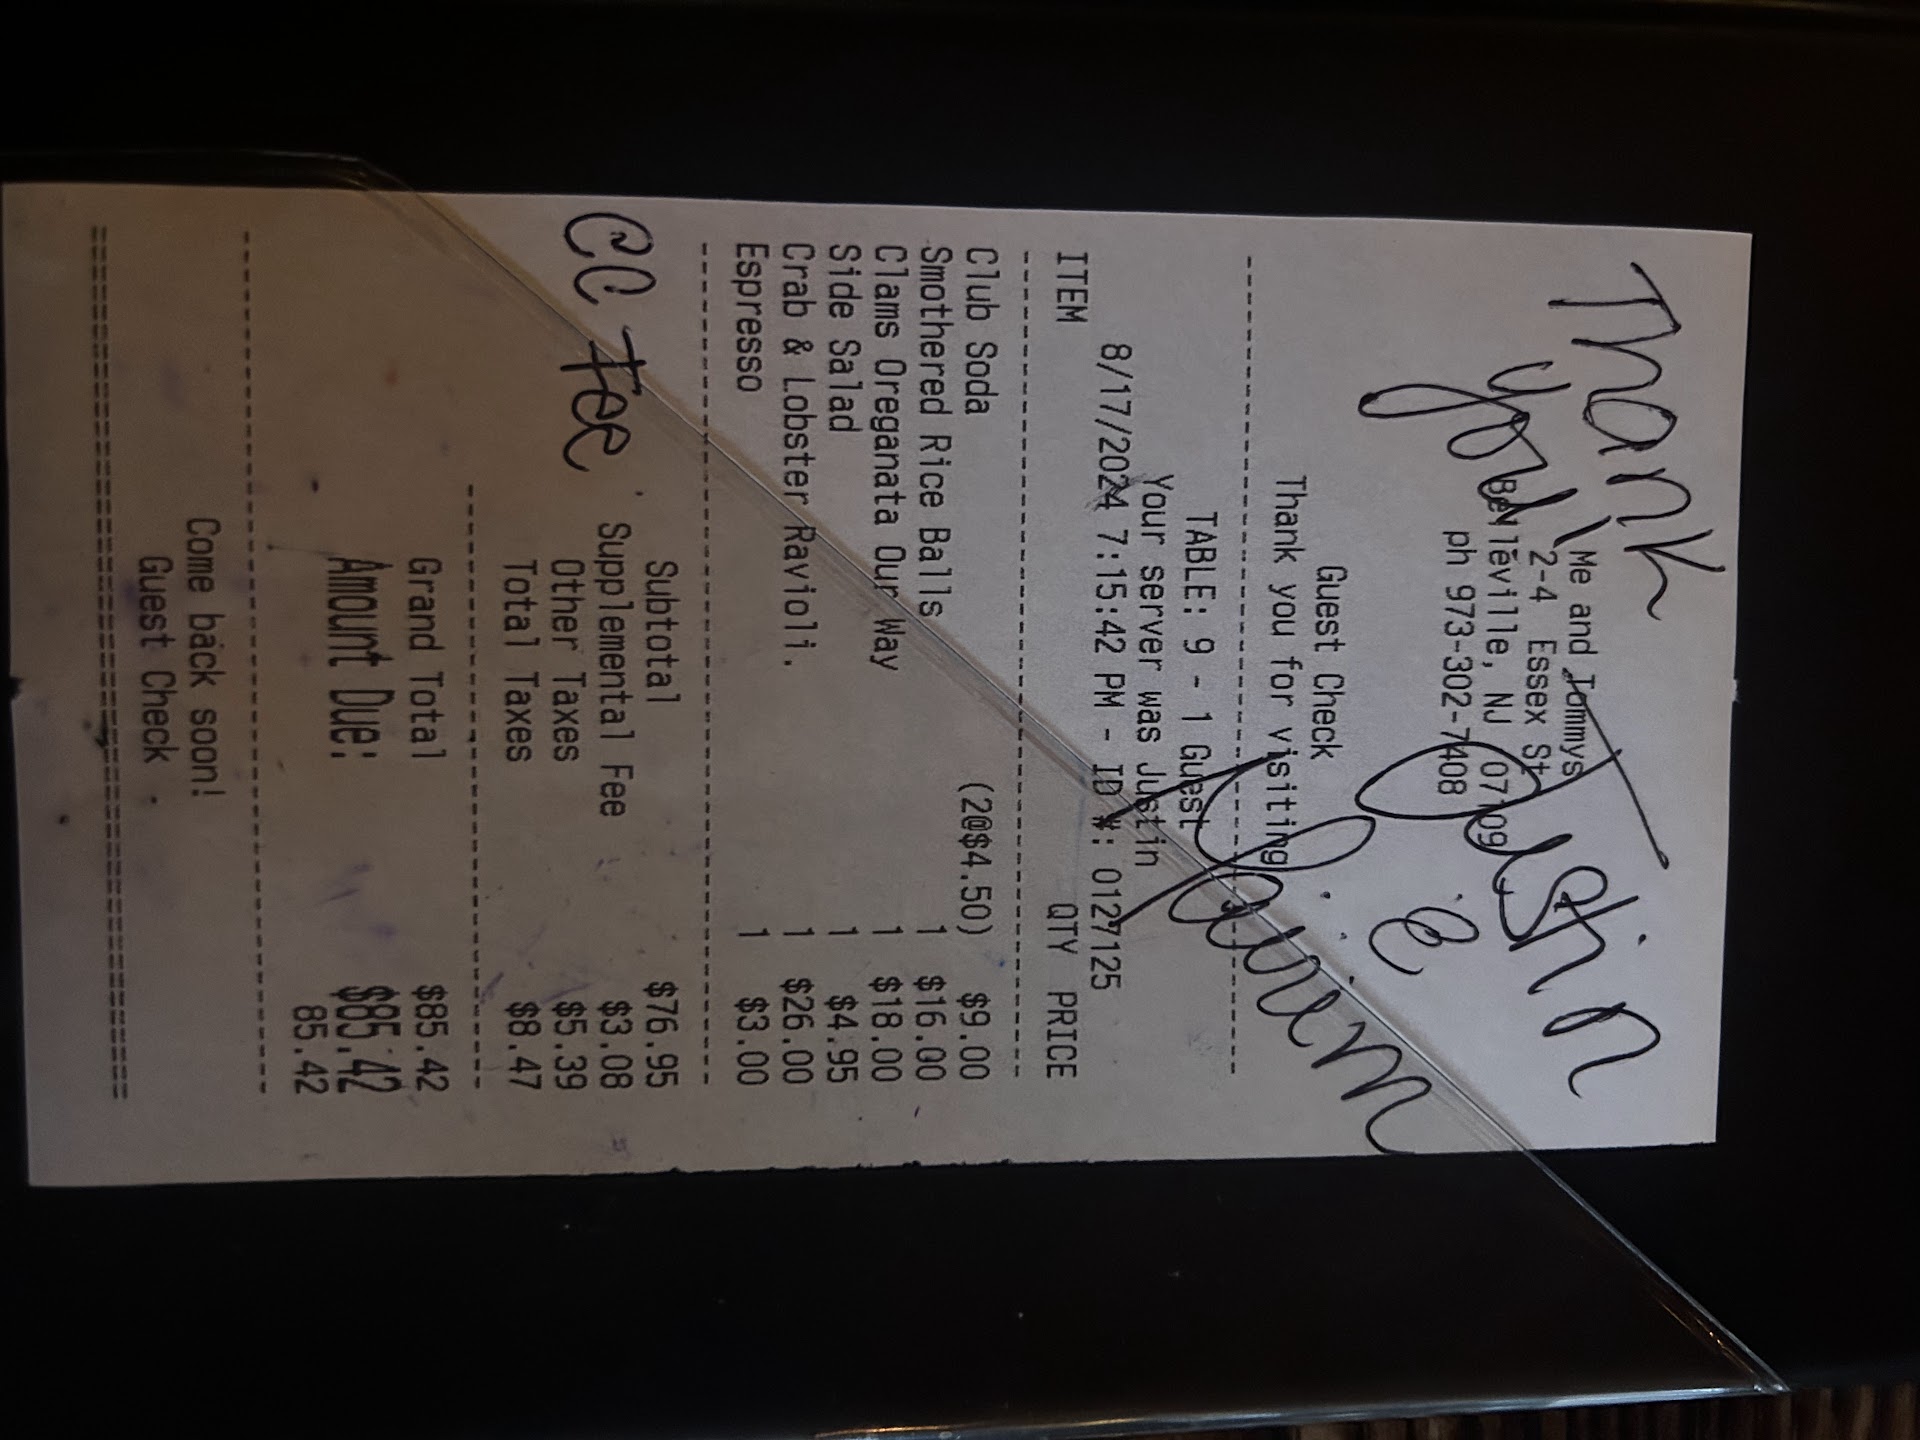 Thank
you!
Justin
&
Me and Tommys
2-4 Essex St
Belleville, NJ 07109
ph 973-302-7408
Guest Check
Thank you for visiting
TABLE: 9 - 1 Guest
Your server was Justin
8/17/2024 7:15:42 PM - ID #: 0127125
ITEM QTY PRICE
Club Soda (2@$4.50) $9.00
Smothered Rice Balls 1 $16.00
Clams Oreganata Our Way 1 $18.00
Side Salad 1 $4.95
Crab & Lobster Ravioli. 1 $26.00
Espresso 1 $3.00
Subtotal $76.95
CC Fee
Supplemental Fee $3.08
Other Taxes $5.39
Total Taxes $8.47
Grand Total $85.42
Amount Due: $85.42
85.42
Come back soon!
Guest Check